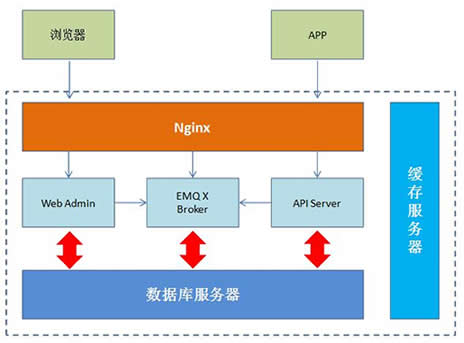 浏览器
APP
Nginx
缓存服务器
Web Admin
EMQ X
Broker
API Server
数据库服务器